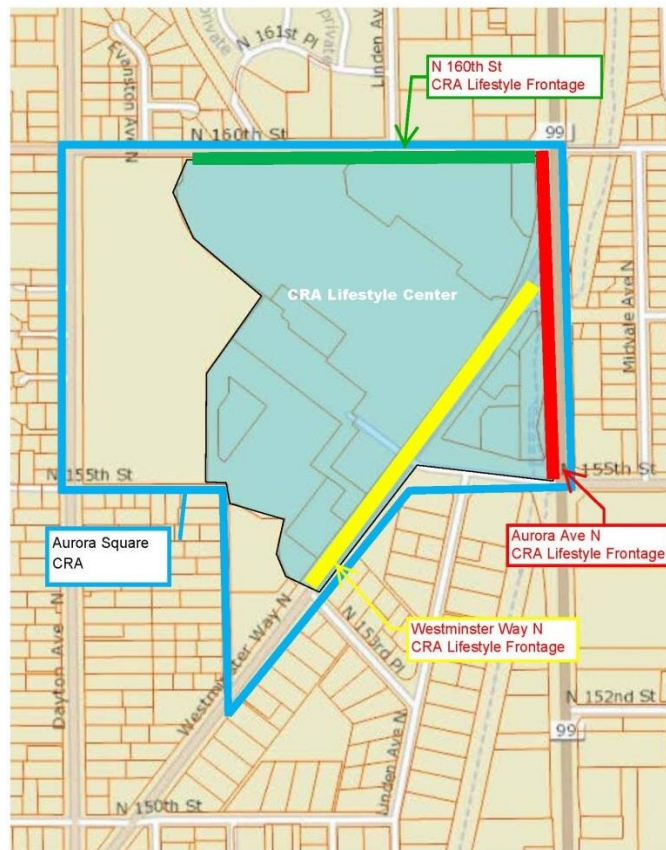 private
private
N 161st Pl
Evanston Ave N
Linden Ave N
N 160th St
CRA Lifestyle Frontage
N 160th St
99
CRA Lifestyle Center
Midvale Ave N
N 155th St
155th St
Aurora Square
CRA
Aurora Ave N
CRA Lifestyle Frontage
Westminster Way N
CRA Lifestyle Frontage
Westminster Way N
N 153rd Pl
Dayton Ave N
N 152nd St
99
Linden Ave N
N 150th St